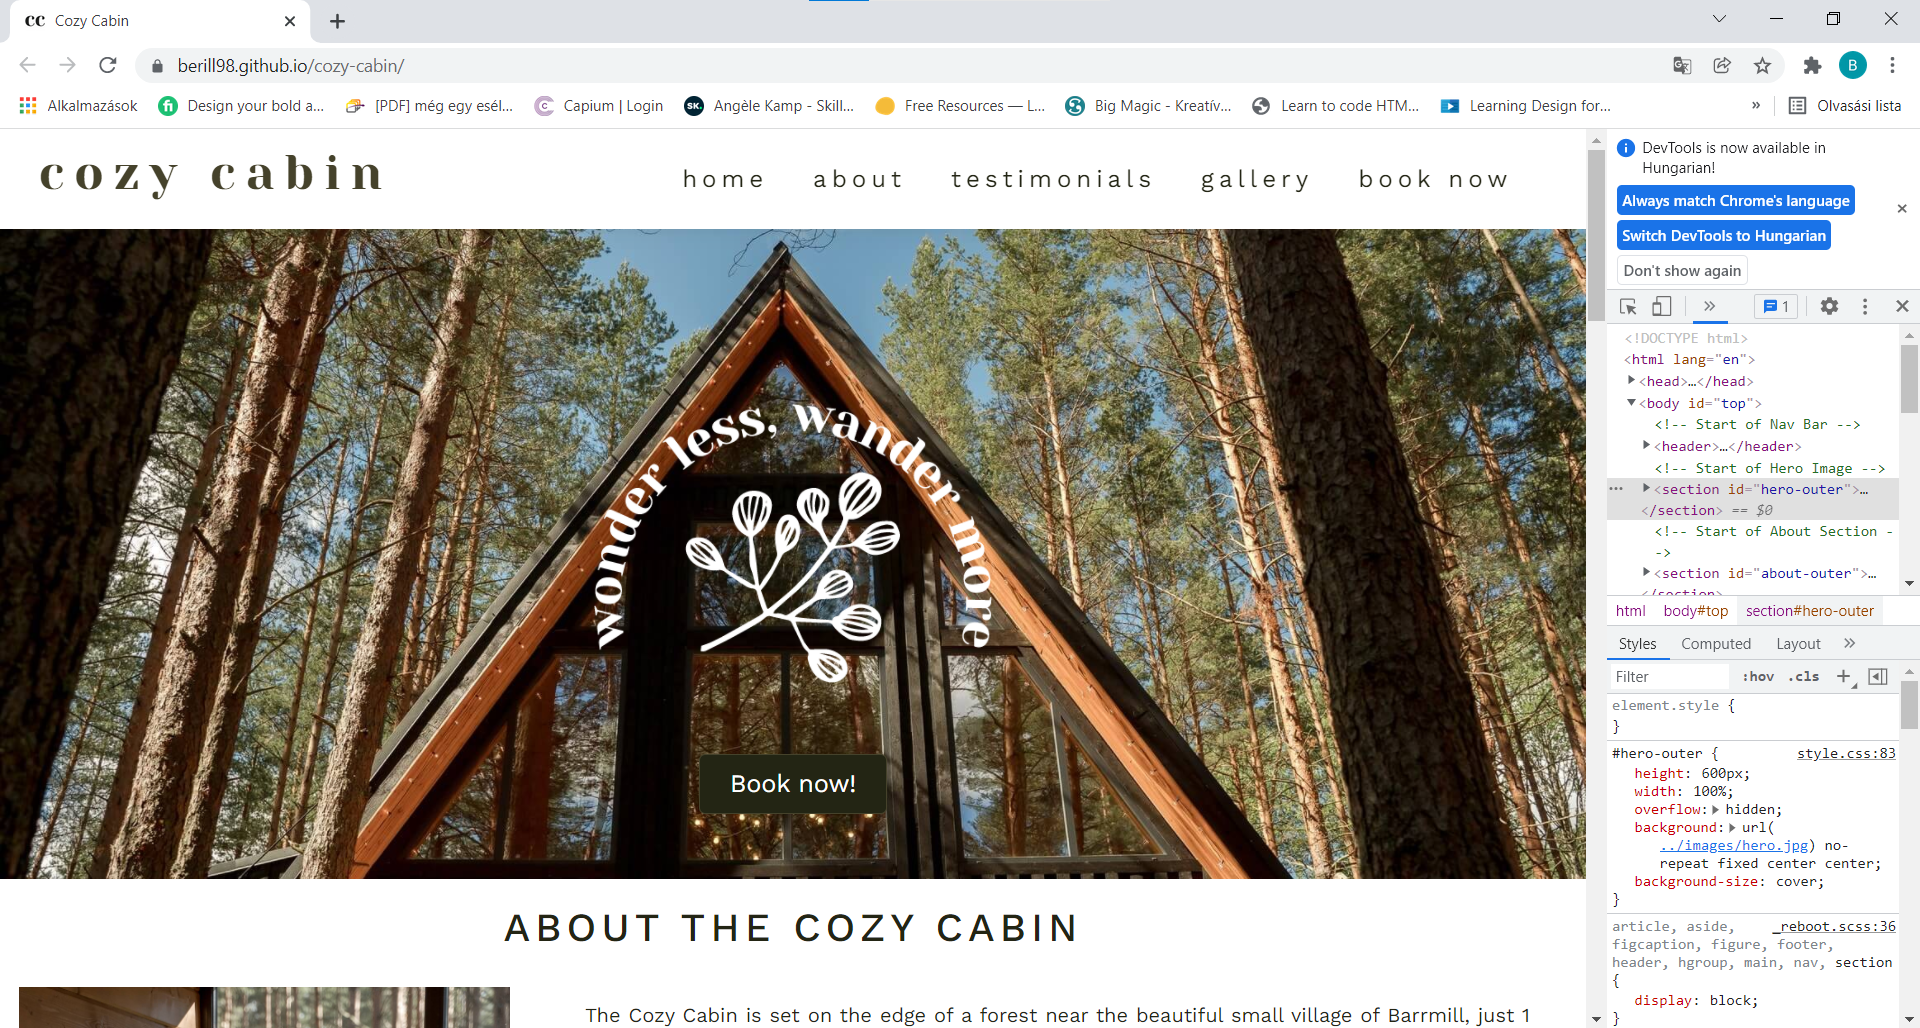 cc Cozy Cabin
berill98.github.io/cozy-cabin/
B
Alkalmazások Design your bold a... [PDF] még egy esél... Capium | Login Angèle Kamp - Skill... Free Resources — L... Big Magic - Kreatív... Learn to code HTM... Learning Design for... » Olvasási lista
cozy cabin
home about testimonials gallery book now
wonder less, wander more
Book now!
ABOUT THE COZY CABIN
The Cozy Cabin is set on the edge of a forest near the beautiful small village of Barrmill, just 1
DevTools is now available in
Hungarian!
Always match Chrome's language
Switch DevTools to Hungarian
Don't show again
» 1
<!DOCTYPE html>
<html lang="en">
<head>…</head>
<body id="top">
<!-- Start of Nav Bar -->
<header>…</header>
<!-- Start of Hero Image -->
<section id="hero-outer">…
</section> == $0
<!-- Start of About Section -
->
<section id="about-outer">…
</section>
html body#top section#hero-outer
Styles Computed Layout »
Filter :hov .cls +
element.style {
}
#hero-outer { style.css:83
height: 600px;
width: 100%;
overflow: hidden;
background: url(
../images/hero.jpg) no-
repeat fixed center center;
background-size: cover;
}
article, aside, _reboot.scss:36
figcaption, figure, footer,
header, hgroup, main, nav, section
{
display: block;
}